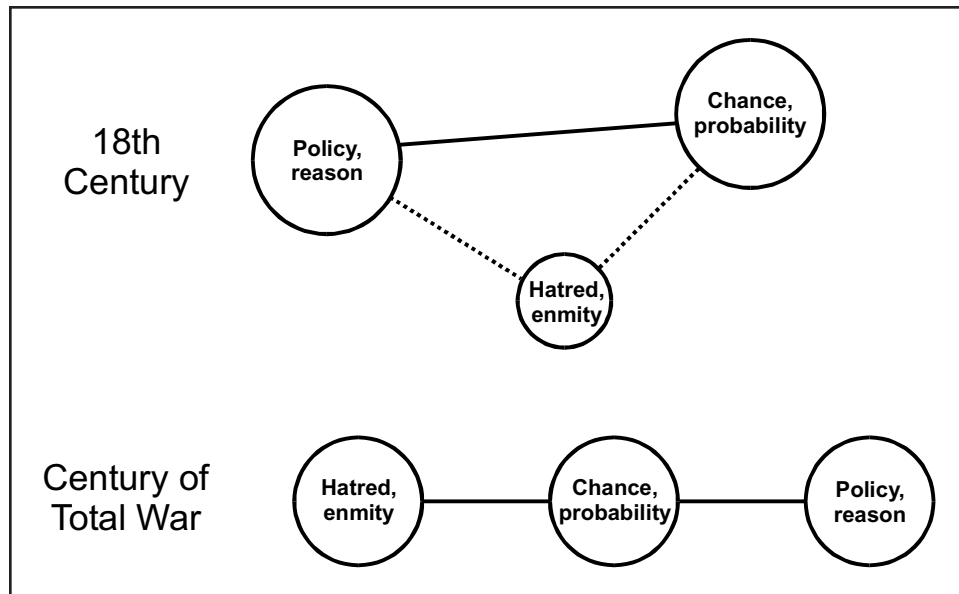 18th
Century
Policy,
reason
Chance,
probability
Hatred,
enmity
Century of
Total War
Hatred,
enmity
Chance,
probability
Policy,
reason